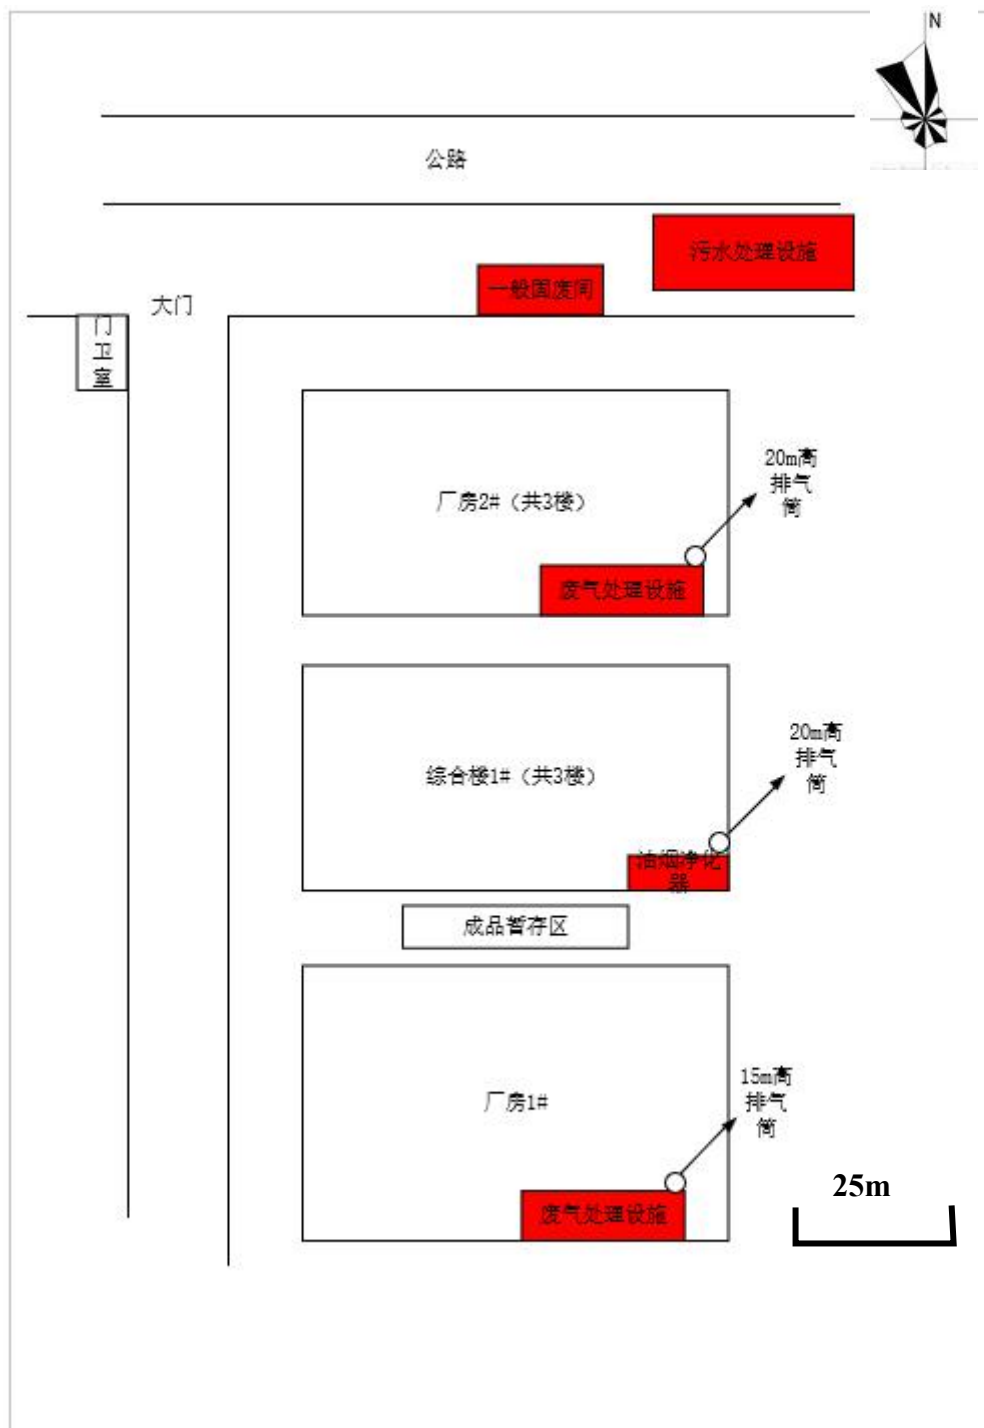 N
公路
污水处理设施
一般固废间
大门
门
卫
室
20m高
排气
筒
厂房2#（共3楼）
废气处理设施
20m高
排气
筒
综合楼1#（共3楼）
油烟净化
器
成品暂存区
15m高
排气
筒
厂房1#
25m
废气处理设施